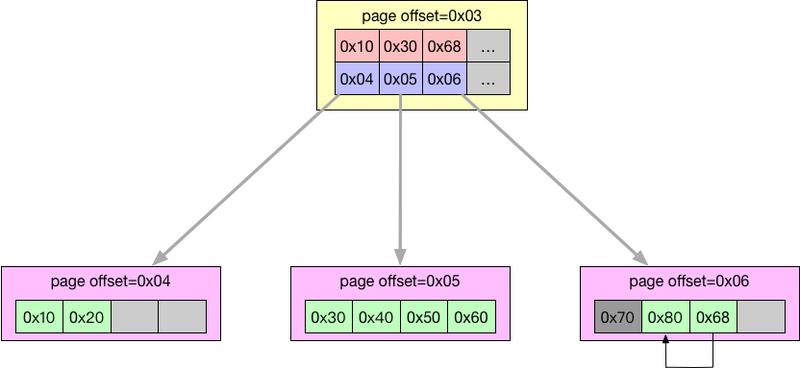 page offset=0x03
0x10 0x30 0x68 ...
0x04 0x05 0x06 ...
page offset=0x04
0x10 0x20
page offset=0x05
0x30 0x40 0x50 0x60
page offset=0x06
0x70 0x80 0x68